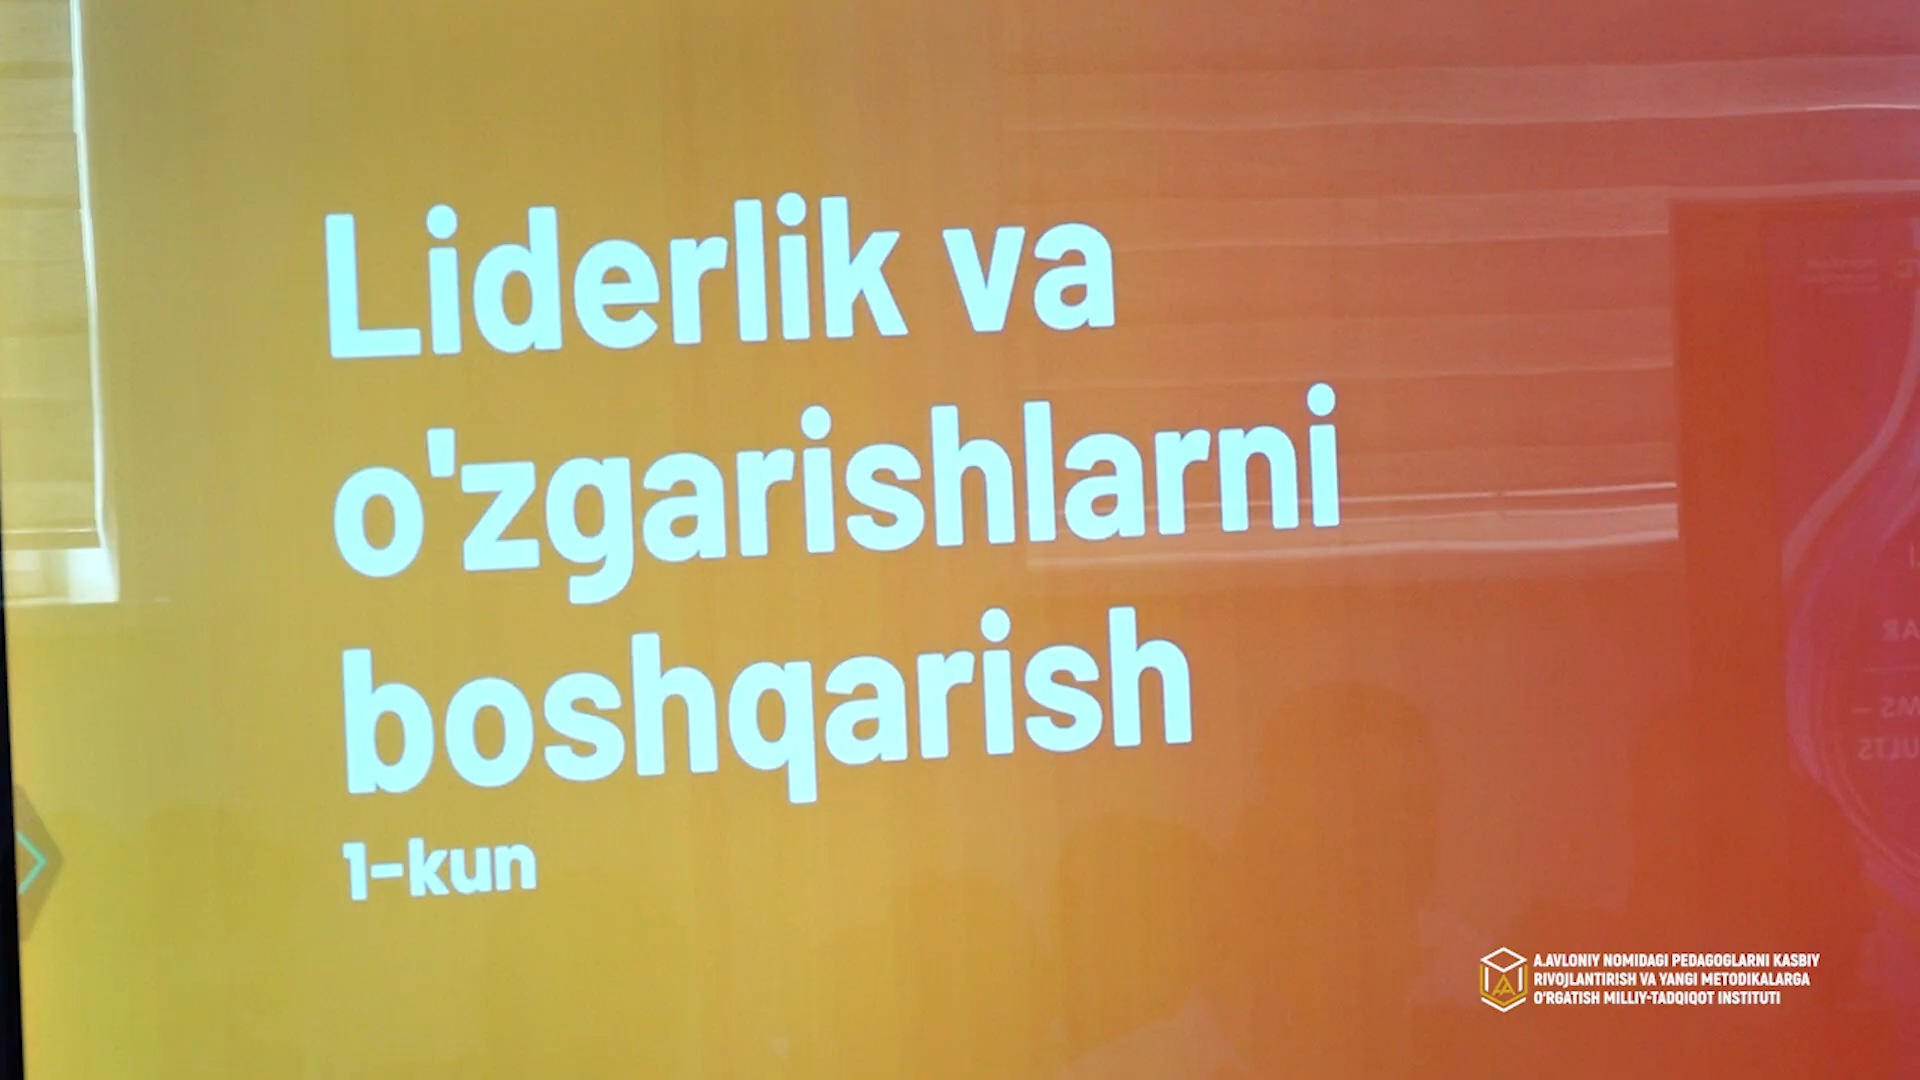 Liderlik va
o'zgarishlarni
boshqarish
1-kun
A.AVLONIY NOMIDAGI PEDAGOGLARNI KASBIY
RIVOJLANTIRISH VA YANGI METODIKALARGA
O'RGATISH MILLIY-TADQIQOT INSTITUTI